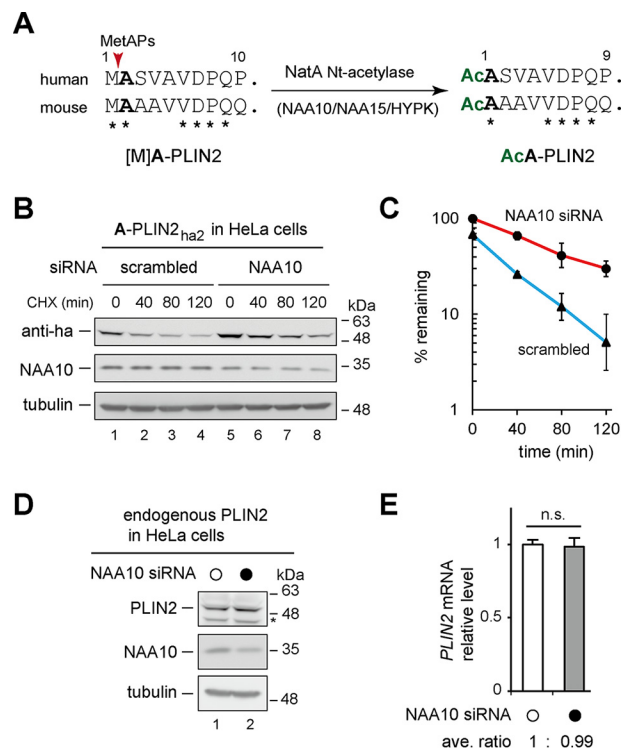 A
MetAPs
1 10
human MASVAVDPQP.
mouse MAAAVVDPQQ.
* * * * * *
[M]A-PLIN2
NatA Nt-acetylase
(NAA10/NAA15/HYPK)
1 9
AcASVAVDPQP.
AcAAAVVDPQQ.
* * * * *
AcA-PLIN2
B
A-PLIN2ha2 in HeLa cells
siRNA scrambled NAA10
CHX (min) 0 40 80 120 0 40 80 120 kDa
anti-ha 63
48
NAA10 35
tubulin 48
1 2 3 4 5 6 7 8
C
100
10
1
% remaining
NAA10 siRNA
scrambled
0 40 80 120
time (min)
D
endogenous PLIN2
in HeLa cells
NAA10 siRNA kDa
63
PLIN2 48
*
NAA10 35
tubulin 48
1 2
E
n.s.
1
0.5
0
PLIN2 mRNA
relative level
NAA10 siRNA
ave. ratio 1 : 0.99